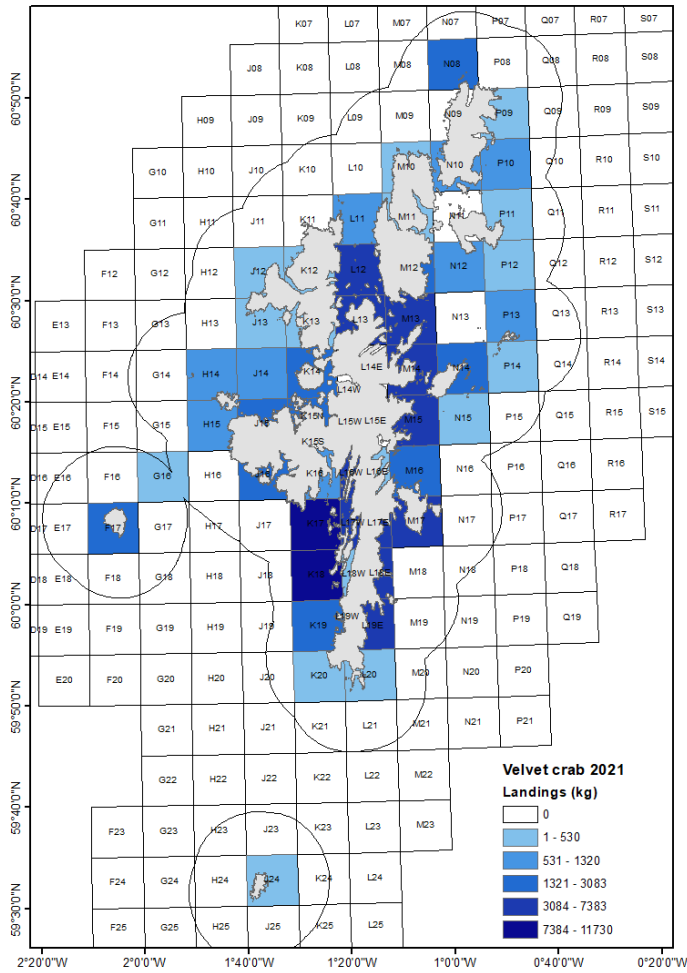 K07 L07 M07 N07 P07 Q07 R07 S07
J08 K08 L08 M08 N08 P08 Q08 R08 S08
60°50'0"N
H09 J09 K09 L09 M09 N09 P09 Q09 R09 S09
G10 H10 J10 K10 L10 M10 N10 P10 Q10 R10 S10
60°40'0"N
G11 H11 J11 K11 L11 M11 N11 P11 Q11 R11 S11
F12 G12 H12 J12 K12 L12 M12 N12 P12 Q12 R12 S12
60°30'0"N
E13 F13 G13 H13 J13 K13 L13 M13 N13 P13 Q13 R13 S13
D14 E14 F14 G14 H14 J14 K14 L14E M14 N14 P14 Q14 R14 S14
L14W
60°20'0"N
D15 E15 F15 G15 H15 J15 K15N L15W L15E M15 N15 P15 Q15 R15 S15
K15S
D16 E16 F16 G16 H16 J16 K16 L16W L16E M16 N16 P16 Q16 R16
60°10'0"N
D17 E17 F17 G17 H17 J17 K17 L17W L17E M17 N17 P17 Q17 R17
D18 E18 F18 G18 H18 J18 K18 L18W L18E M18 N18 P18 Q18
60°0'0"N
D19 E19 F19 G19 H19 J19 K19 L19W L19E M19 N19 P19 Q19
E20 F20 G20 H20 J20 K20 L20 M20 N20 P20
59°50'0"N
G21 H21 J21 K21 L21 M21 N21 P21
G22 H22 J22 K22 L22 M22
59°40'0"N
F23 G23 H23 J23 K23 L23 M23
F24 G24 H24 J24 K24 L24
59°30'0"N
F25 G25 H25 J25 K25 L25
Velvet crab 2021
Landings (kg)
0
1 - 530
531 - 1320
1321 - 3083
3084 - 7383
7384 - 11730
2°20'0"W 2°0'0"W 1°40'0"W 1°20'0"W 1°0'0"W 0°40'0"W 0°20'0"W